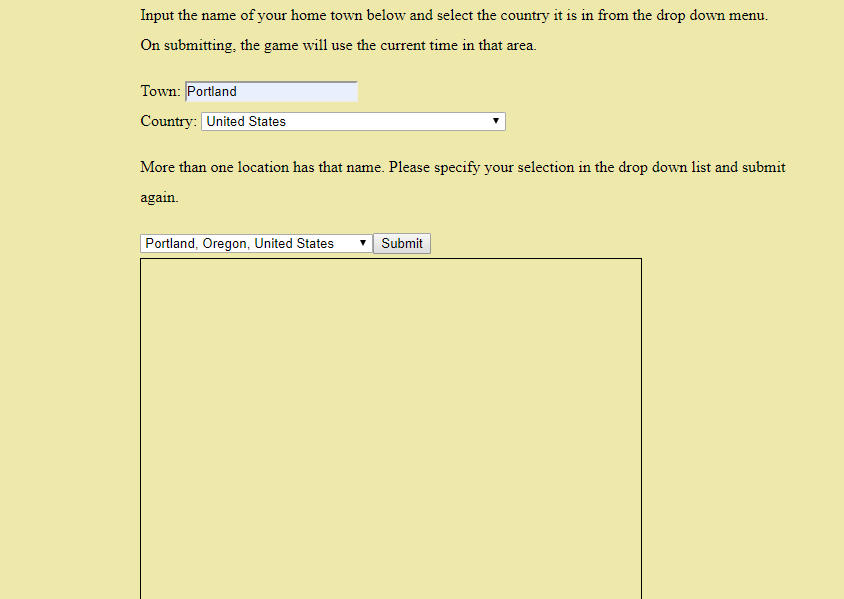 Input the name of your home town below and select the country it is in from the drop down menu.
On submitting, the game will use the current time in that area.
Town: Portland
Country: United States
More than one location has that name. Please specify your selection in the drop down list and submit
again.
Portland, Oregon, United States Submit